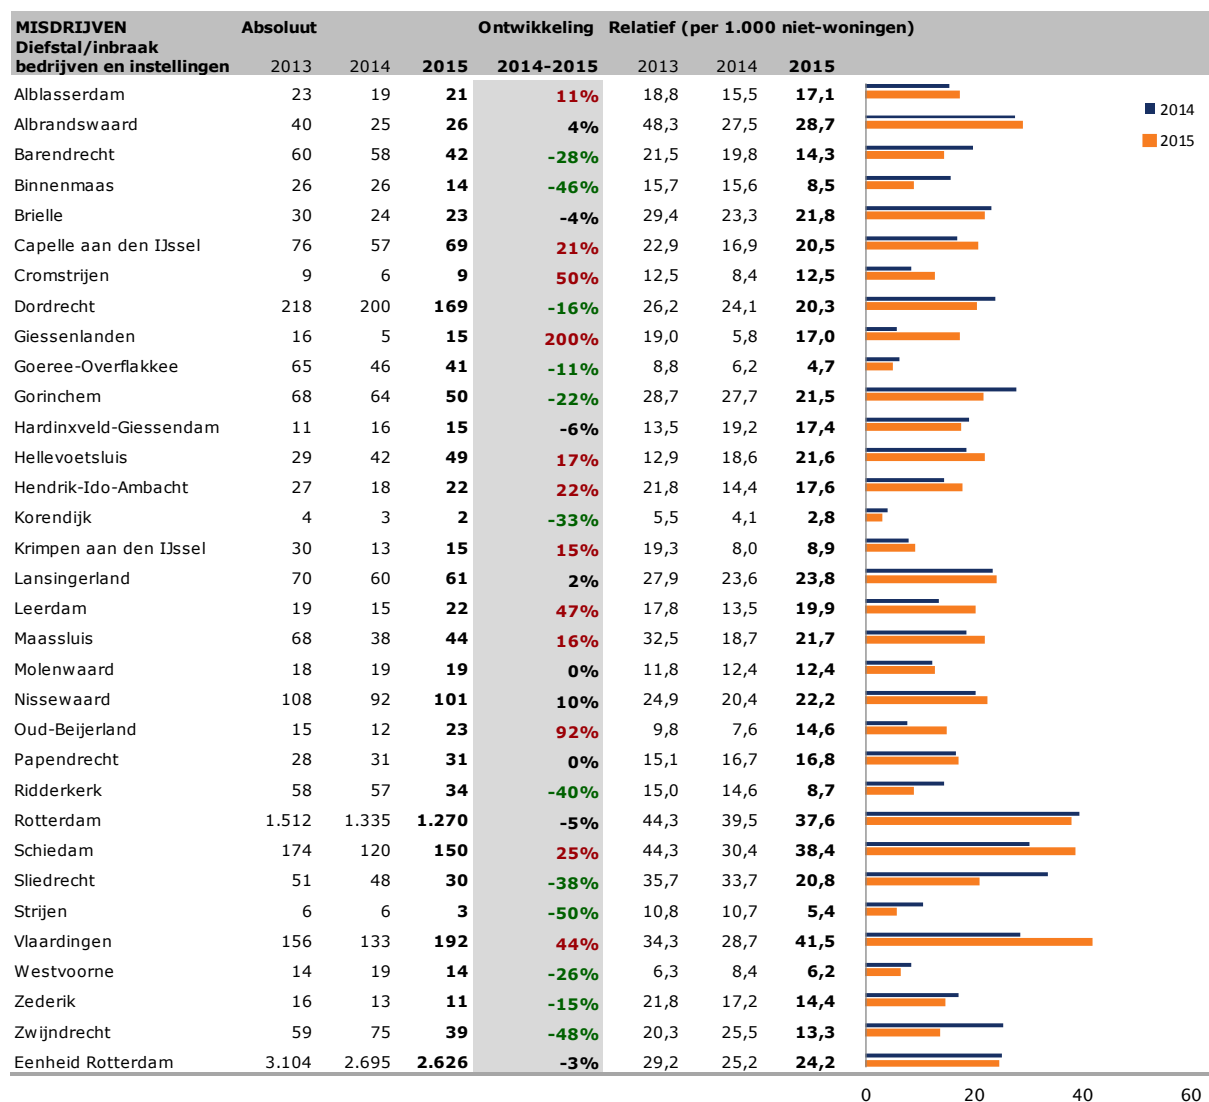 MISDRIJVEN Absoluut Ontwikkeling Relatief (per 1.000 niet-woningen)
Diefstal/inbraak
bedrijven en instellingen 2013 2014 2015 2014-2015 2013 2014 2015
Alblasserdam 23 19 21 11% 18,8 15,5 17,1
2014
Albrandswaard 40 25 26 4% 48,3 27,5 28,7
2015
Barendrecht 60 58 42 -28% 21,5 19,8 14,3
Binnenmaas 26 26 14 -46% 15,7 15,6 8,5
Brielle 30 24 23 -4% 29,4 23,3 21,8
Capelle aan den IJssel 76 57 69 21% 22,9 16,9 20,5
Cromstrijen 9 6 9 50% 12,5 8,4 12,5
Dordrecht 218 200 169 -16% 26,2 24,1 20,3
Giessenlanden 16 5 15 200% 19,0 5,8 17,0
Goeree-Overflakkee 65 46 41 -11% 8,8 6,2 4,7
Gorinchem 68 64 50 -22% 28,7 27,7 21,5
Hardinxveld-Giessendam 11 16 15 -6% 13,5 19,2 17,4
Hellevoetsluis 29 42 49 17% 12,9 18,6 21,6
Hendrik-Ido-Ambacht 27 18 22 22% 21,8 14,4 17,6
Korendijk 4 3 2 -33% 5,5 4,1 2,8
Krimpen aan den IJssel 30 13 15 15% 19,3 8,0 8,9
Lansingerland 70 60 61 2% 27,9 23,6 23,8
Leerdam 19 15 22 47% 17,8 13,5 19,9
Maassluis 68 38 44 16% 32,5 18,7 21,7
Molenwaard 18 19 19 0% 11,8 12,4 12,4
Nissewaard 108 92 101 10% 24,9 20,4 22,2
Oud-Beijerland 15 12 23 92% 9,8 7,6 14,6
Papendrecht 28 31 31 0% 15,1 16,7 16,8
Ridderkerk 58 57 34 -40% 15,0 14,6 8,7
Rotterdam 1.512 1.335 1.270 -5% 44,3 39,5 37,6
Schiedam 174 120 150 25% 44,3 30,4 38,4
Sliedrecht 51 48 30 -38% 35,7 33,7 20,8
Strijen 6 6 3 -50% 10,8 10,7 5,4
Vlaardingen 156 133 192 44% 34,3 28,7 41,5
Westvoorne 14 19 14 -26% 6,3 8,4 6,2
Zederik 16 13 11 -15% 21,8 17,2 14,4
Zwijndrecht 59 75 39 -48% 20,3 25,5 13,3
Eenheid Rotterdam 3.104 2.695 2.626 -3% 29,2 25,2 24,2
0 20 40 60